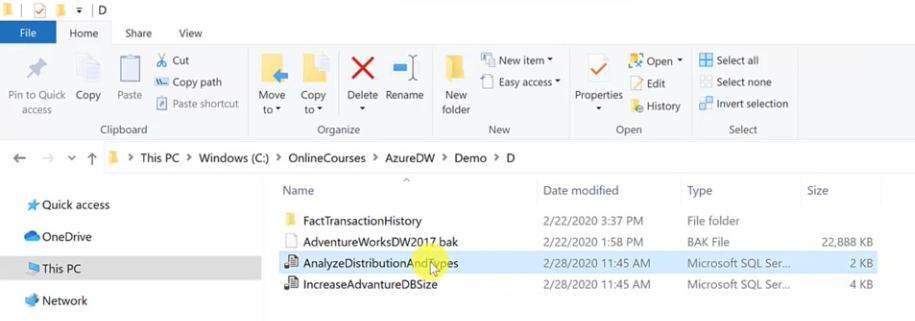 D
File Home Share View
Pin to Quick access
Copy
Paste
Cut
Copy path
Paste shortcut
Clipboard
Move to
Copy to
Delete
Rename
Organize
New folder
New item
Easy access
New
Properties
Open
Edit
History
Open
Select all
Select none
Invert selection
Select
This PC > Windows (C:) > OnlineCourses > AzureDW > Demo > D
Quick access
OneDrive
This PC
Network
Name Date modified Type Size
FactTransactionHistory 2/22/2020 3:37 PM File folder
AdventureWorksDW2017.bak 2/22/2020 1:58 PM BAK File 22,888 KB
AnalyzeDistributionAndTypes 2/28/2020 11:45 AM Microsoft SQL Ser... 2 KB
IncreaseAdvantureDBSize 2/28/2020 11:45 AM Microsoft SQL Ser... 4 KB